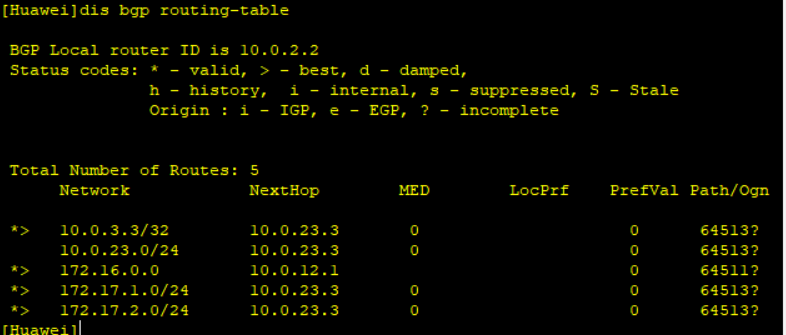 [Huawei]dis bgp routing-table
BGP Local router ID is 10.0.2.2
Status codes: * - valid, > - best, d - damped,
h - history,  i - internal, s - suppressed, S - Stale
Origin : i - IGP, e - EGP, ? - incomplete
Total Number of Routes: 5
Network NextHop MED LocPrf PrefVal Path/Ogn
*> 10.0.3.3/32 10.0.23.3 0 0 64513?
10.0.23.0/24 10.0.23.3 0 0 64513?
*> 172.16.0.0 10.0.12.1 0 64511?
*> 172.17.1.0/24 10.0.23.3 0 0 64513?
*> 172.17.2.0/24 10.0.23.3 0 0 64513?
[Huawei]